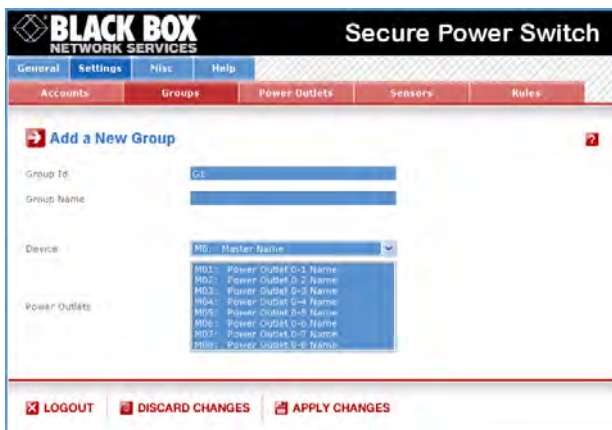 BLACK BOX
NETWORK SERVICES
Secure Power Switch
General Settings Misc Help
Accounts Groups Power Outlets Sensors Rules
Add a New Group
?
Group Id G1
Group Name
Device M0: Master Name
Power Outlets
M01: Power Outlet 0-1 Name
M02: Power Outlet 0-2 Name
M03: Power Outlet 0-3 Name
M04: Power Outlet 0-4 Name
M05: Power Outlet 0-5 Name
M06: Power Outlet 0-6 Name
M07: Power Outlet 0-7 Name
M08: Power Outlet 0-8 Name
LOGOUT DISCARD CHANGES APPLY CHANGES